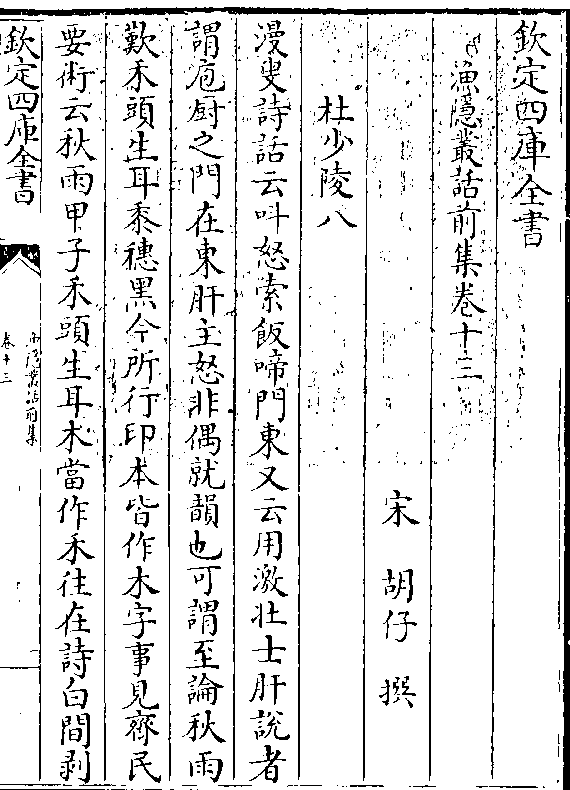 欽定四庫全書
漁隱叢話前集卷十三
宋 胡仔 撰
杜少陵八
漫叟詩話云叫怒索飯啼門東又云用激壯士肝說者
謂庖厨之門在東肝主怒非偶就韻也可謂至論秋雨
歎禾頭生耳黍穗黑今所行印本皆作木字事見齊民
要術云秋雨甲子禾頭生耳木當作禾往在詩白間剥
欽定四庫全書
漁隱叢話前集
卷十三